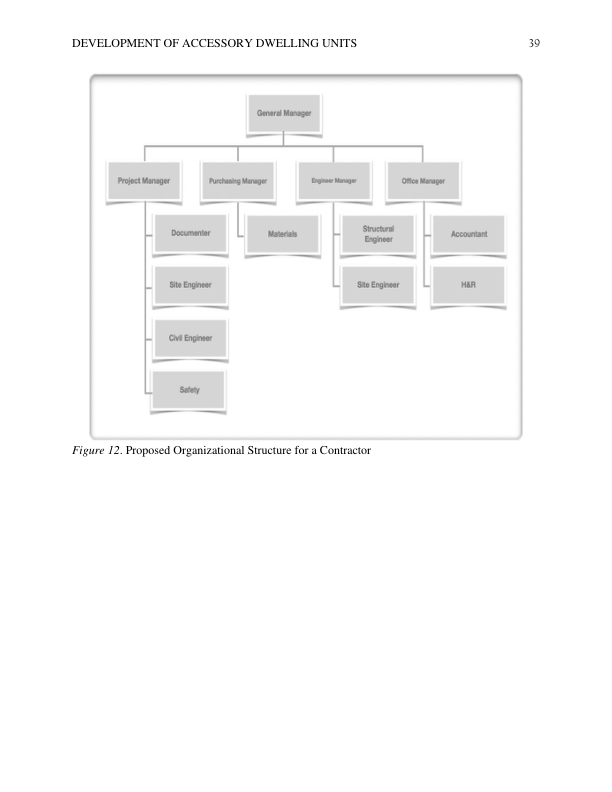 DEVELOPMENT OF ACCESSORY DWELLING UNITS 39
General Manager
Project Manager
Purchasing Manager
Engineer Manager
Office Manager
Documenter
Materials
Structural
Engineer
Accountant
Site Engineer
Site Engineer
H&R
Civil Engineer
Safety
Figure 12. Proposed Organizational Structure for a Contractor